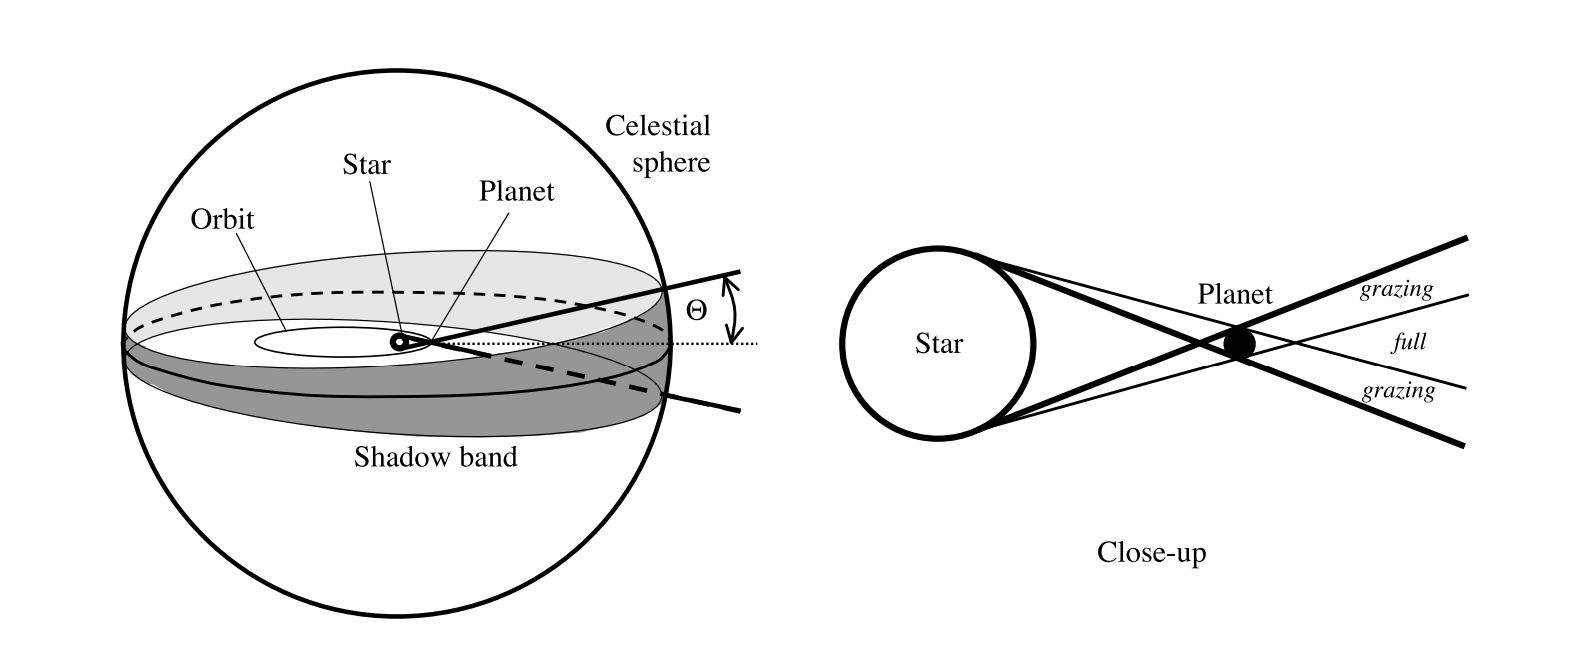 Celestial
sphere
Star
Planet
Orbit
Θ
Shadow band
Planet
grazing
Star
full
grazing
Close-up